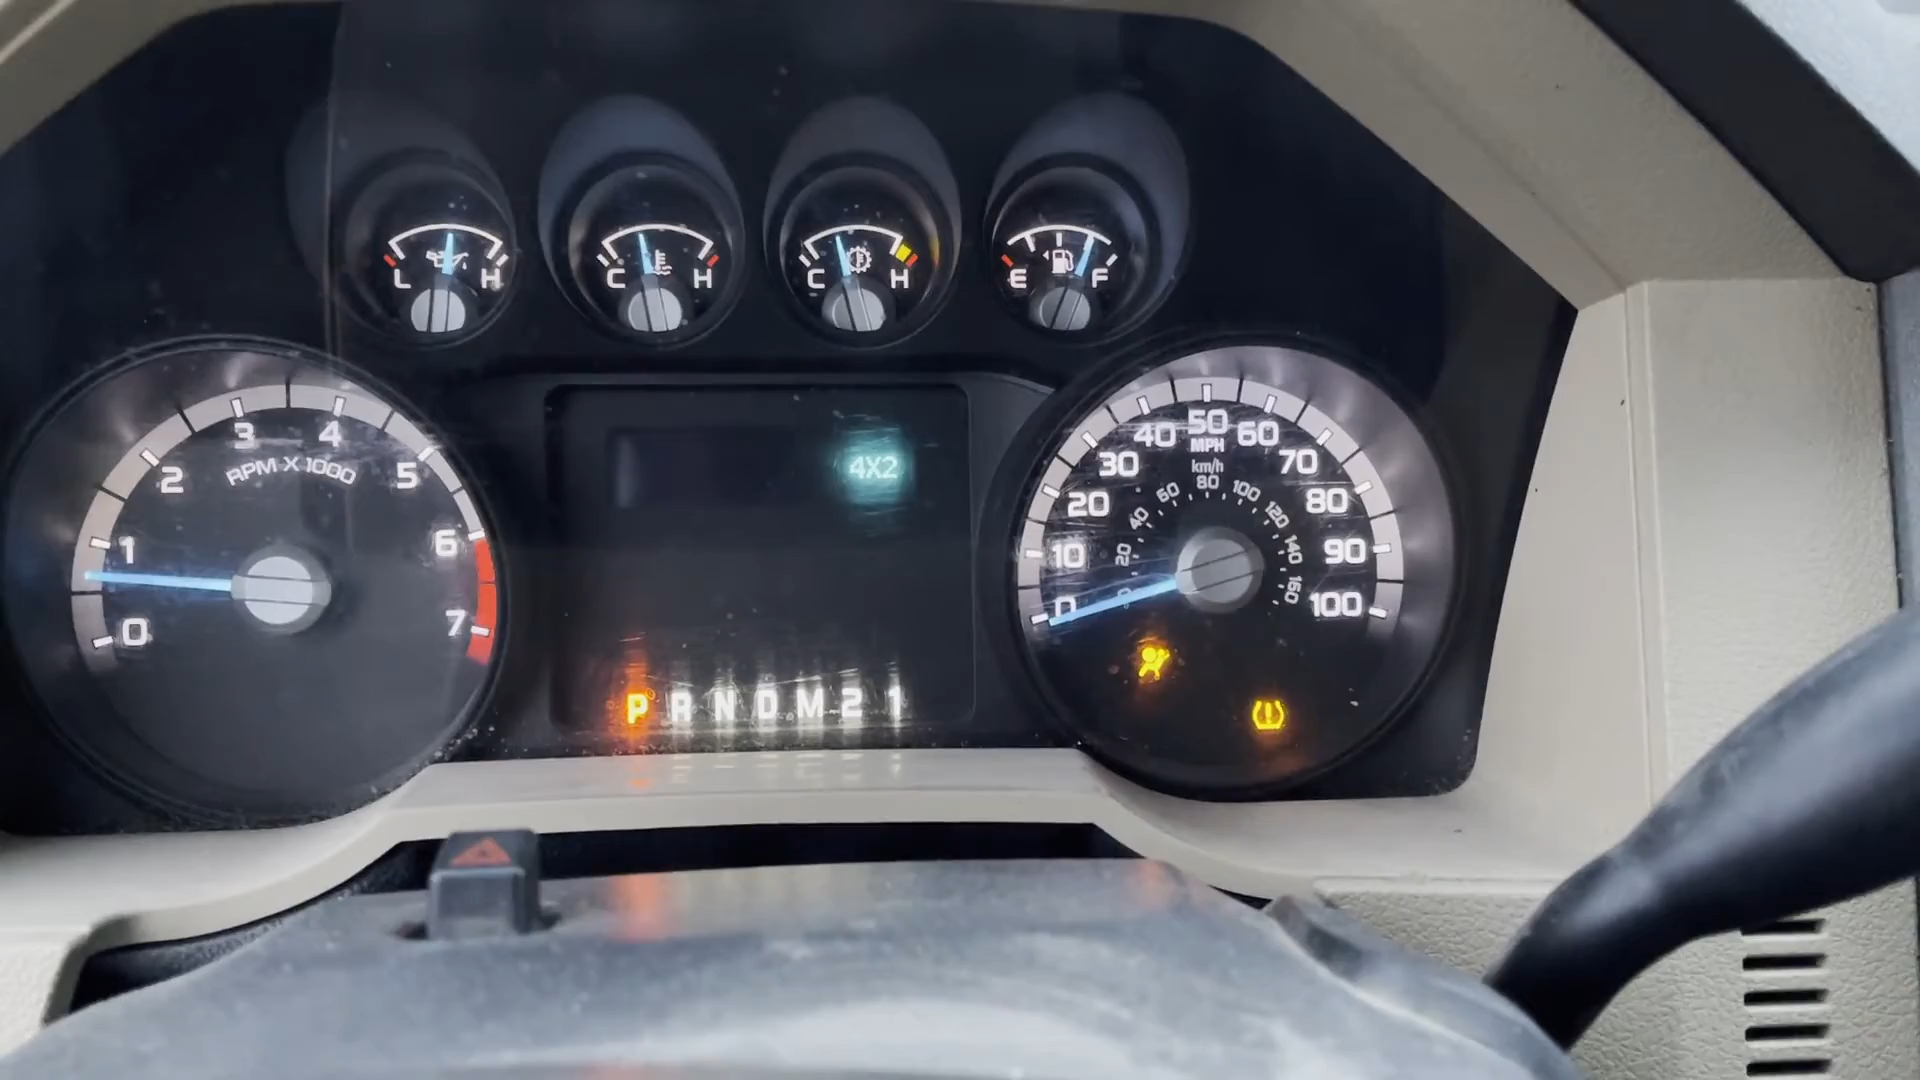 L H
C H
C H
E F
0 1 2 3 4 5 6 7
RPM X 1000
4X2
P R N D M 2 1
0 10 20 30 40 50 60 70 80 90 100
MPH
km/h
20 40 60 80 100 120 140 160